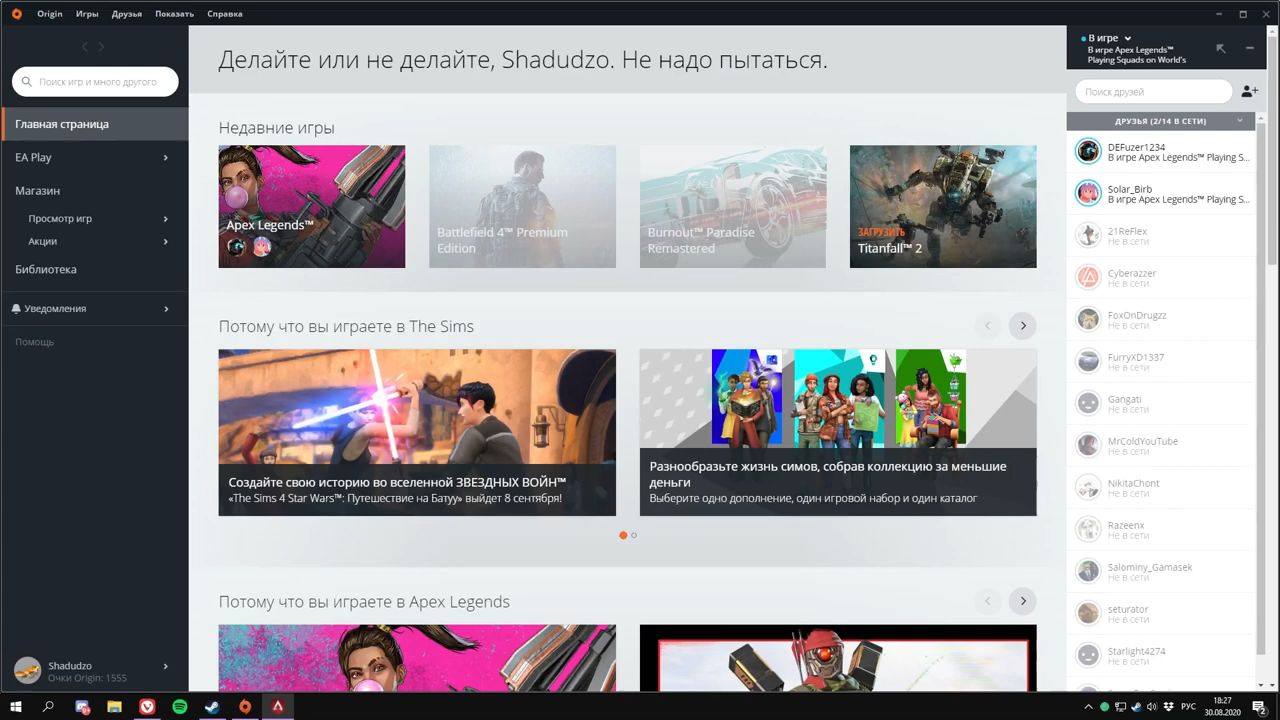 Origin Игры Друзья Показать Справка
Поиск игр и много другого
Главная страница
EA Play
Магазин
Просмотр игр
Акции
Библиотека
Уведомления
Помощь
Shadudzo
Очки Origin: 1555
Делайте или не делайте, Shadudzo. Не надо пытаться.
Недавние игры
Apex Legends™
Battlefield 4™ Premium
Edition
Burnout™ Paradise
Remastered
ЗАГРУЗИТЬ
Titanfall™ 2
Потому что вы играете в The Sims
Создайте свою историю во вселенной ЗВЕЗДНЫХ ВОЙН™
«The Sims 4 Star Wars™: Путешествие на Батуу» выйдет 8 сентября!
Разнообразьте жизнь симов, собрав коллекцию за меньшие
деньги
Выберите одно дополнение, один игровой набор и один каталог
Потому что вы играете в Apex Legends
В игре
В игре Apex Legends™
Playing Squads on World's
Поиск друзей
ДРУЗЬЯ (2/14 В СЕТИ)
DEFuzer1234
В игре Apex Legends™ Playing S...
Solar_Birb
В игре Apex Legends™ Playing S...
21ReFlex
Не в сети
Cyberazzer
Не в сети
FoxOnDrugzz
Не в сети
FurryXD1337
Не в сети
Gangati
Не в сети
MrColdYouTube
Не в сети
NikitaChont
Не в сети
Razeenx
Не в сети
Salominy_Gamasek
Не в сети
seturator
Не в сети
Starlight4274
Не в сети
РУС
18:27
30.08.2020
2